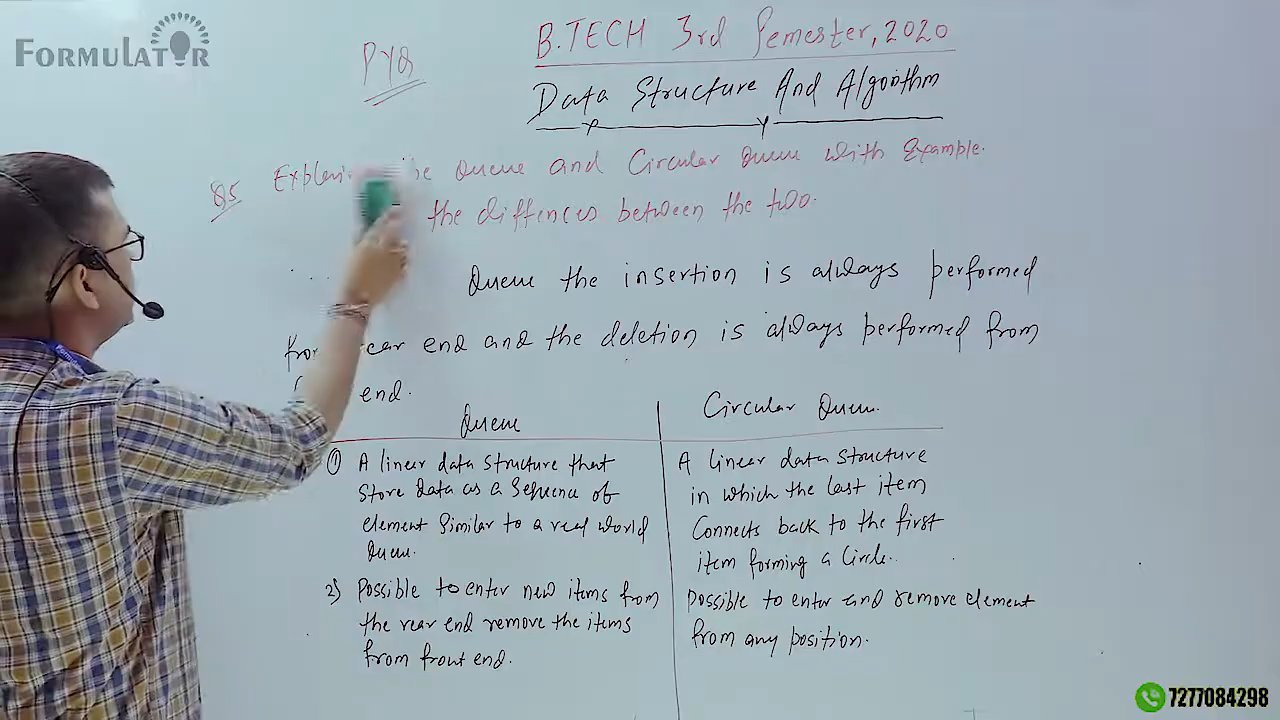 FORMULATOR
PYQ
B.TECH 3rd Semester, 2020
Data Structure And Algorithm
Q5 Queue and Circular Queue with Example.
the diffences between the two.
Queue the insertion is always performed
rear end and the deletion is always performed from
end.
Queue
Circular Queue.
① A linear data structure that
store data as a sequence of
element similar to a real world
Queue.
2) Possible to enter new items from
the rear end remove the items
from front end.
A linear data structure
in which the last item
Connects back to the first
item forming a Circle.
Possible to enter and remove element
from any position.
7277084298